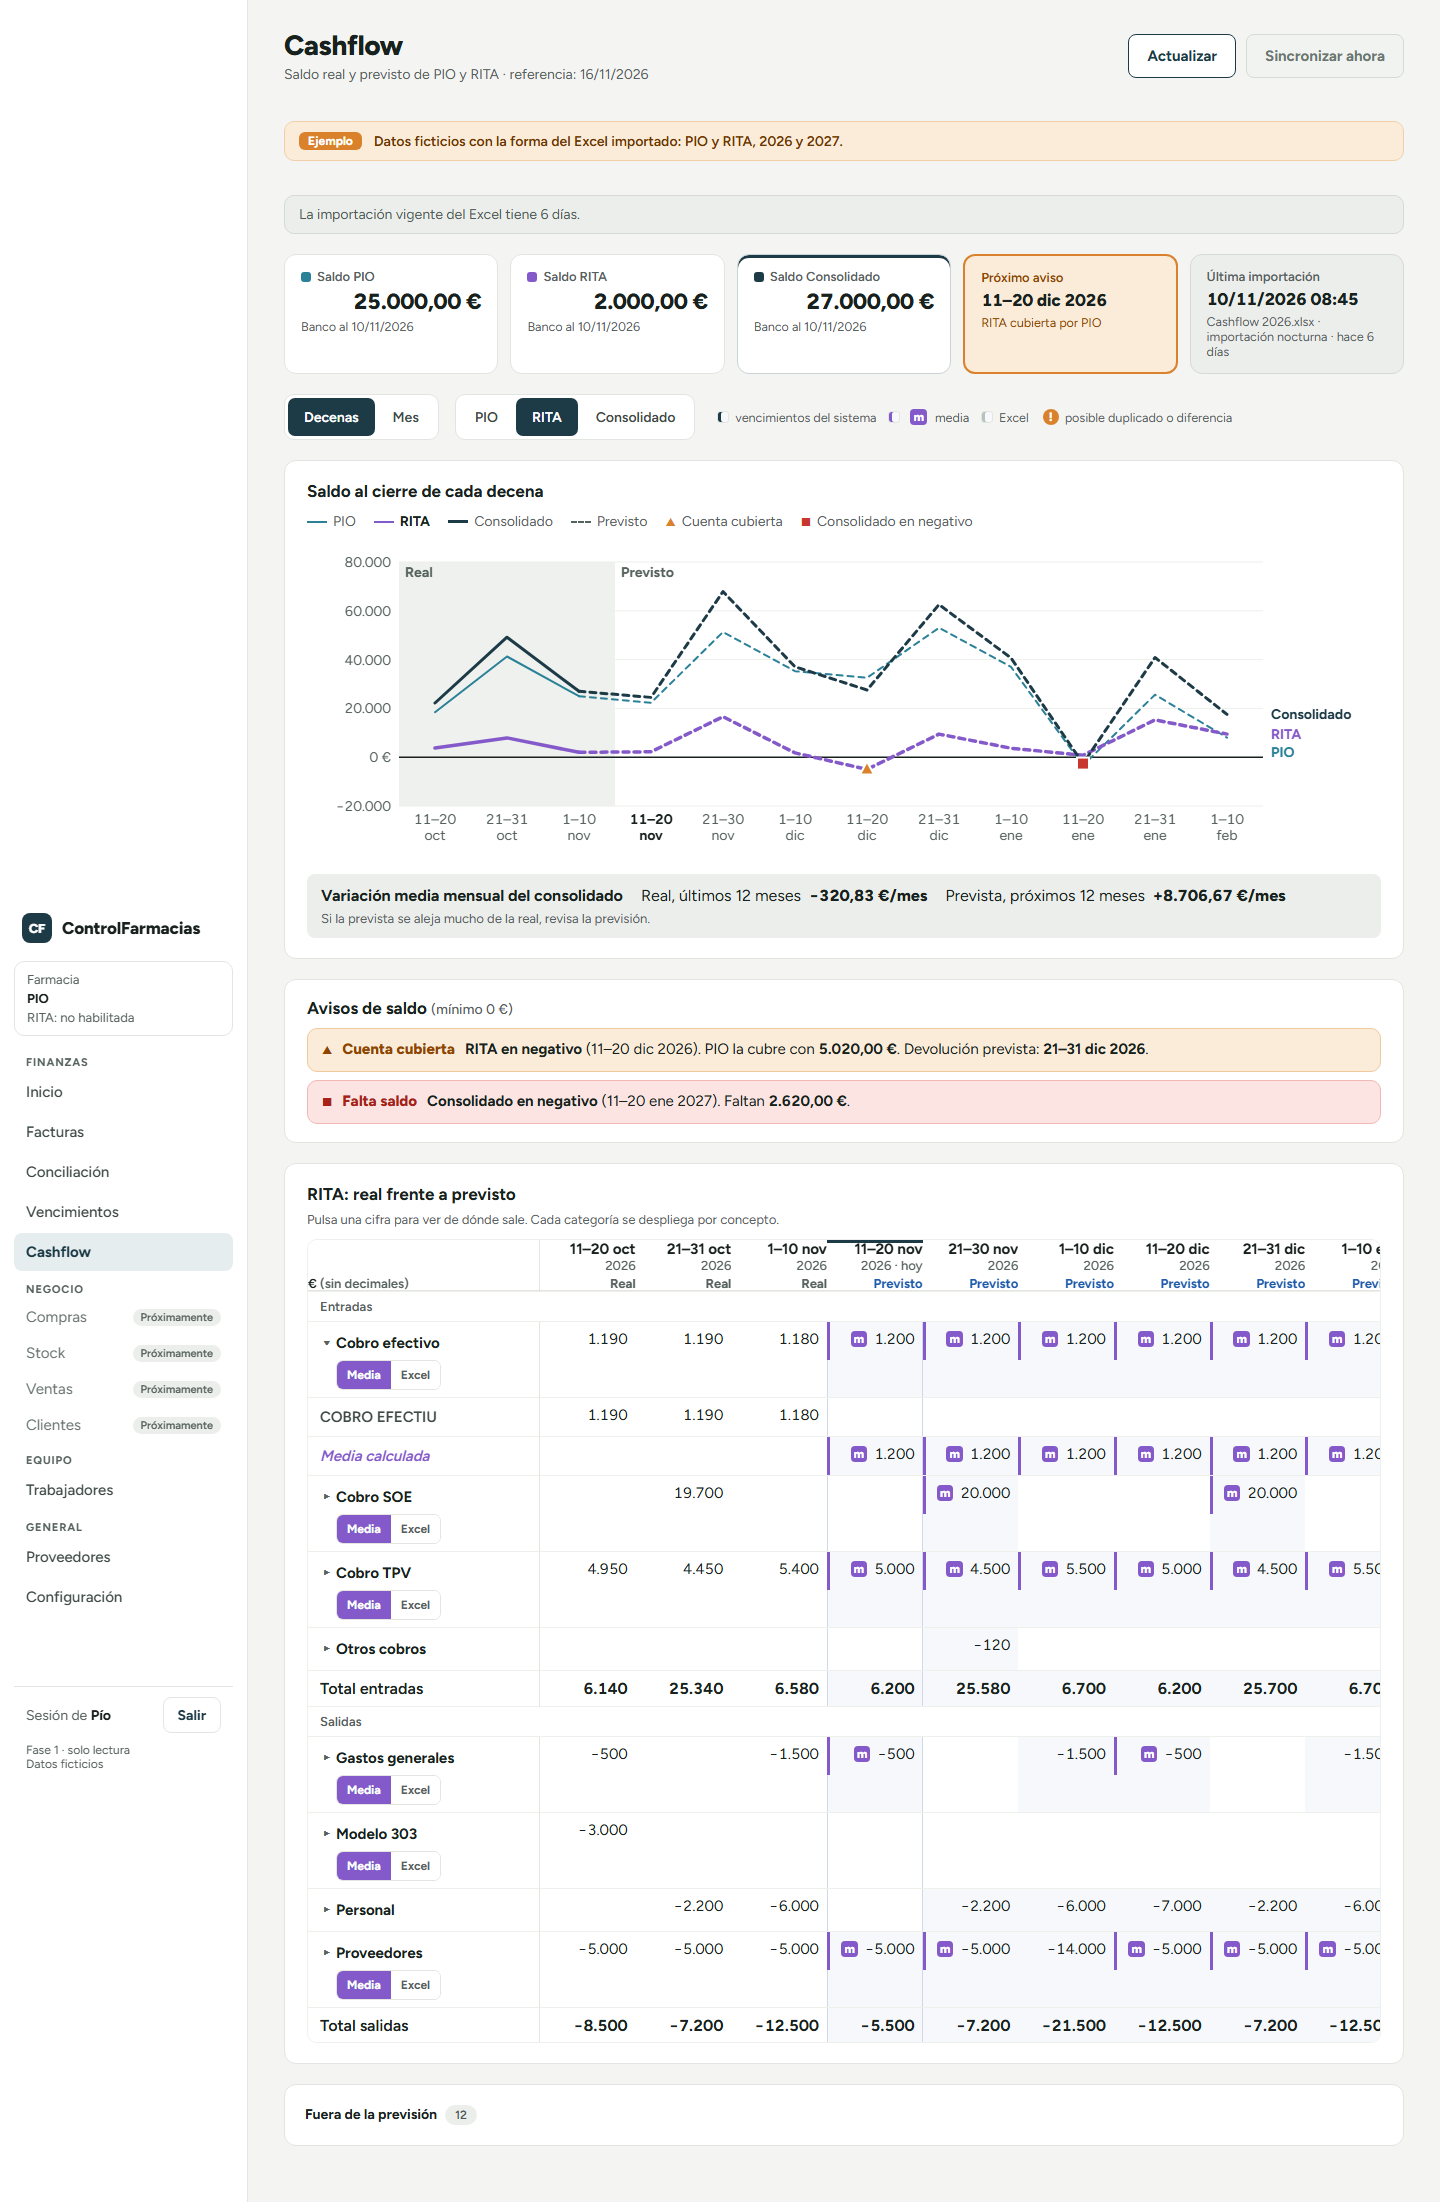 Cashflow
Saldo real y previsto de PIO y RITA · referencia: 16/11/2026
Actualizar
Sincronizar ahora
Ejemplo Datos ficticios con la forma del Excel importado: PIO y RITA, 2026 y 2027.
La importación vigente del Excel tiene 6 días.
Saldo PIO
25.000,00 €
Banco al 10/11/2026
Saldo RITA
2.000,00 €
Banco al 10/11/2026
Saldo Consolidado
27.000,00 €
Banco al 10/11/2026
Próximo aviso
11–20 dic 2026
RITA cubierta por PIO
Última importación
10/11/2026 08:45
Cashflow 2026.xlsx ·
importación nocturna · hace 6
días
Decenas Mes PIO RITA Consolidado vencimientos del sistema m media Excel ! posible duplicado o diferencia
Saldo al cierre de cada decena
PIO RITA Consolidado Previsto Cuenta cubierta Consolidado en negativo
80.000
60.000
40.000
20.000
0 €
−20.000
Real
Previsto
Consolidado
RITA
PIO
11–20 oct
21–31 oct
1–10 nov
11–20 nov
21–30 nov
1–10 dic
11–20 dic
21–31 dic
1–10 ene
11–20 ene
21–31 ene
1–10 feb
Variación media mensual del consolidado Real, últimos 12 meses −320,83 €/mes Prevista, próximos 12 meses +8.706,67 €/mes
Si la prevista se aleja mucho de la real, revisa la previsión.
CF ControlFarmacias
Farmacia
PIO
RITA: no habilitada
FINANZAS
Inicio
Facturas
Conciliación
Vencimientos
Cashflow
NEGOCIO
Compras Próximamente
Stock Próximamente
Ventas Próximamente
Clientes Próximamente
EQUIPO
Trabajadores
GENERAL
Proveedores
Configuración
Sesión de Pío Salir
Fase 1 · solo lectura
Datos ficticios
Avisos de saldo (mínimo 0 €)
Cuenta cubierta RITA en negativo (11–20 dic 2026). PIO la cubre con 5.020,00 €. Devolución prevista: 21–31 dic 2026.
Falta saldo Consolidado en negativo (11–20 ene 2027). Faltan 2.620,00 €.
RITA: real frente a previsto
Pulsa una cifra para ver de dónde sale. Cada categoría se despliega por concepto.
11–20 oct 21–31 oct 1–10 nov 11–20 nov 21–30 nov 1–10 dic 11–20 dic 21–31 dic 1–10 e
2026 2026 2026 2026 · hoy 2026 2026 2026 2026 20
€ (sin decimales) Real Real Real Previsto Previsto Previsto Previsto Previsto Previ
Entradas
Cobro efectivo 1.190 1.190 1.180 m 1.200 m 1.200 m 1.200 m 1.200 m 1.200 m 1.20
Media Excel
COBRO EFECTIU 1.190 1.190 1.180
Media calculada m 1.200 m 1.200 m 1.200 m 1.200 m 1.200 m 1.20
Cobro SOE 19.700 m 20.000 m 20.000
Media Excel
Cobro TPV 4.950 4.450 5.400 m 5.000 m 4.500 m 5.500 m 5.000 m 4.500 m 5.50
Media Excel
Otros cobros −120
Total entradas 6.140 25.340 6.580 6.200 25.580 6.700 6.200 25.700 6.70
Salidas
Gastos generales −500 −1.500 m −500 −1.500 m −500 −1.50
Media Excel
Modelo 303 −3.000
Media Excel
Personal −2.200 −6.000 −2.200 −6.000 −7.000 −2.200 −6.00
Proveedores −5.000 −5.000 −5.000 m −5.000 m −5.000 −14.000 m −5.000 m −5.000 m −5.00
Media Excel
Total salidas −8.500 −7.200 −12.500 −5.500 −7.200 −21.500 −12.500 −7.200 −12.50
Fuera de la previsión 12